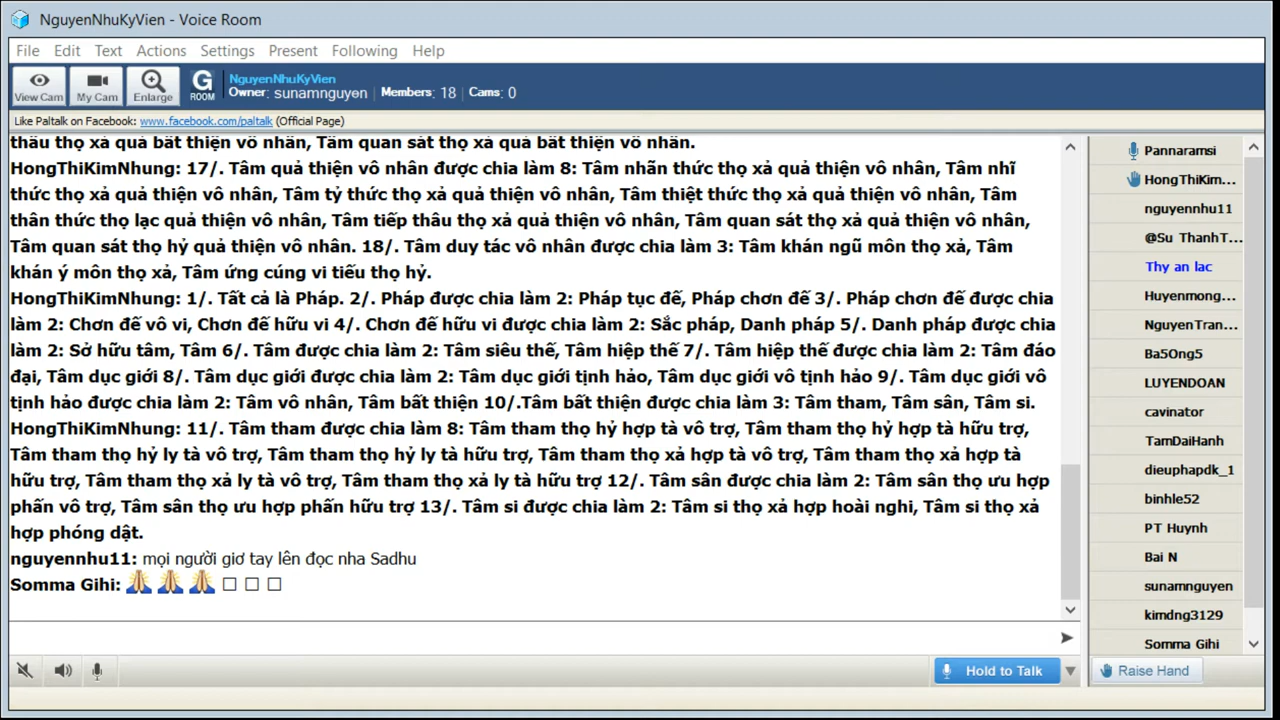 NguyenNhuKyVien - Voice Room
File Edit Text Actions Settings Present Following Help
View Cam My Cam Enlarge G ROOM
NguyenNhuKyVien
Owner: sunamnguyen | Members: 18 | Cams: 0
Like Paltalk on Facebook: www.facebook.com/paltalk (Official Page)
thâu thọ xả quả bất thiện vô nhân, Tâm quan sát thọ xả quả bất thiện vô nhân.
HongThiKimNhung: 17/. Tâm quả thiện vô nhân được chia làm 8: Tâm nhãn thức thọ xả quả thiện vô nhân, Tâm nhĩ
thức thọ xả quả thiện vô nhân, Tâm tỷ thức thọ xả quả thiện vô nhân, Tâm thiệt thức thọ xả quả thiện vô nhân, Tâm
thân thức thọ lạc quả thiện vô nhân, Tâm tiếp thâu thọ xả quả thiện vô nhân, Tâm quan sát thọ xả quả thiện vô nhân,
Tâm quan sát thọ hỷ quả thiện vô nhân. 18/. Tâm duy tác vô nhân được chia làm 3: Tâm khán ngũ môn thọ xả, Tâm
khán ý môn thọ xả, Tâm ứng cúng vi tiếu thọ hỷ.
HongThiKimNhung: 1/. Tất cả là Pháp. 2/. Pháp được chia làm 2: Pháp tục đế, Pháp chơn đế 3/. Pháp chơn đế được chia
làm 2: Chơn đế vô vi, Chơn đế hữu vi 4/. Chơn đế hữu vi được chia làm 2: Sắc pháp, Danh pháp 5/. Danh pháp được chia
làm 2: Sở hữu tâm, Tâm 6/. Tâm được chia làm 2: Tâm siêu thế, Tâm hiệp thế 7/. Tâm hiệp thế được chia làm 2: Tâm đáo
đại, Tâm dục giới 8/. Tâm dục giới được chia làm 2: Tâm dục giới tịnh hảo, Tâm dục giới vô tịnh hảo 9/. Tâm dục giới vô
tịnh hảo được chia làm 2: Tâm vô nhân, Tâm bất thiện 10/.Tâm bất thiện được chia làm 3: Tâm tham, Tâm sân, Tâm si.
HongThiKimNhung: 11/. Tâm tham được chia làm 8: Tâm tham thọ hỷ hợp tà vô trợ, Tâm tham thọ hỷ hợp tà hữu trợ,
Tâm tham thọ hỷ ly tà vô trợ, Tâm tham thọ hỷ ly tà hữu trợ, Tâm tham thọ xả hợp tà vô trợ, Tâm tham thọ xả hợp tà
hữu trợ, Tâm tham thọ xả ly tà vô trợ, Tâm tham thọ xả ly tà hữu trợ 12/. Tâm sân được chia làm 2: Tâm sân thọ ưu hợp
phấn vô trợ, Tâm sân thọ ưu hợp phấn hữu trợ 13/. Tâm si được chia làm 2: Tâm si thọ xả hợp hoài nghi, Tâm si thọ xả
hợp phóng dật.
nguyennhu11: mọi người giơ tay lên đọc nha Sadhu
Somma Gihi: 🙏 🙏 🙏 □ □ □
Hold to Talk
Pannaramsi
HongThiKim...
nguyennhu11
@Su ThanhT...
Thy an lac
Huyenmong...
NguyenTran...
Ba5Ong5
LUYENDOAN
cavinator
TamDaiHanh
dieuphapdk_1
binhle52
PT Huynh
Bai N
sunamnguyen
kimdng3129
Somma Gihi
Raise Hand